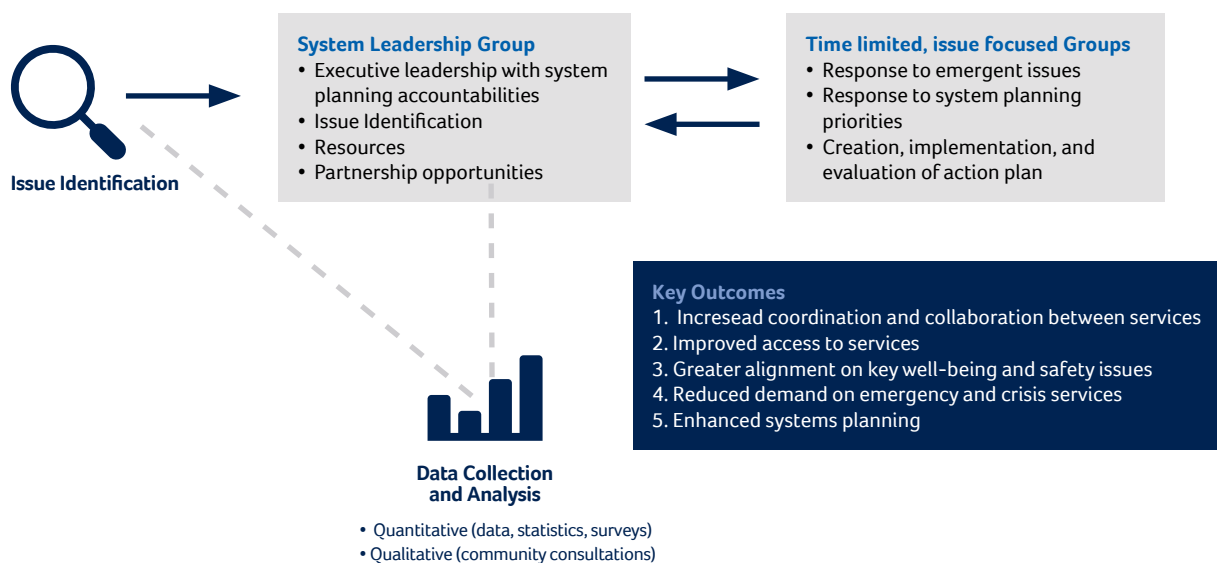 Issue Identification
System Leadership Group
• Executive leadership with system
planning accountabilities
• Issue Identification
• Resources
• Partnership opportunities
Time limited, issue focused Groups
• Response to emergent issues
• Response to system planning
priorities
• Creation, implementation, and
evaluation of action plan
Key Outcomes
1. Incresead coordination and collaboration between services
2. Improved access to services
3. Greater alignment on key well-being and safety issues
4. Reduced demand on emergency and crisis services
5. Enhanced systems planning
Data Collection
and Analysis
• Quantitative (data, statistics, surveys)
• Qualitative (community consultations)